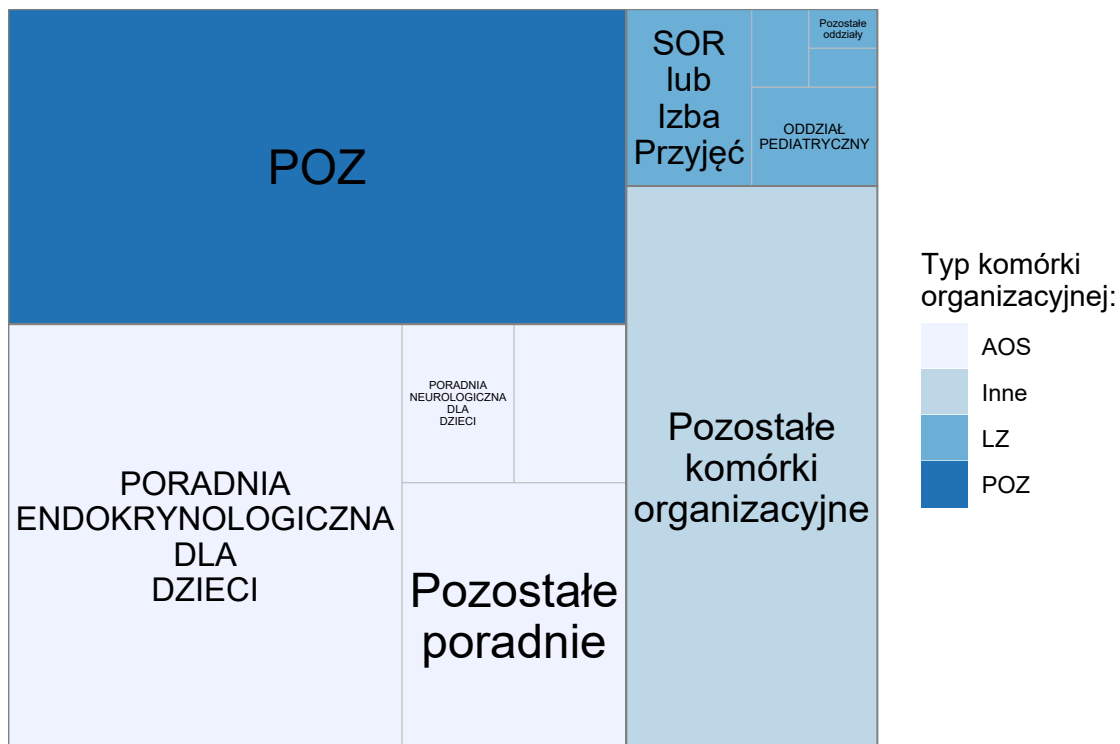 POZ
SOR
lub
Izba
Przyjęć
Pozostałe
oddziały
ODDZIAŁ
PEDIATRYCZNY
PORADNIA
ENDOKRYNOLOGICZNA
DLA
DZIECI
PORADNIA
NEUROLOGICZNA
DLA
DZIECI
Pozostałe
poradnie
Pozostałe
komórki
organizacyjne
Typ komórki
organizacyjnej:
AOS
Inne
LZ
POZ